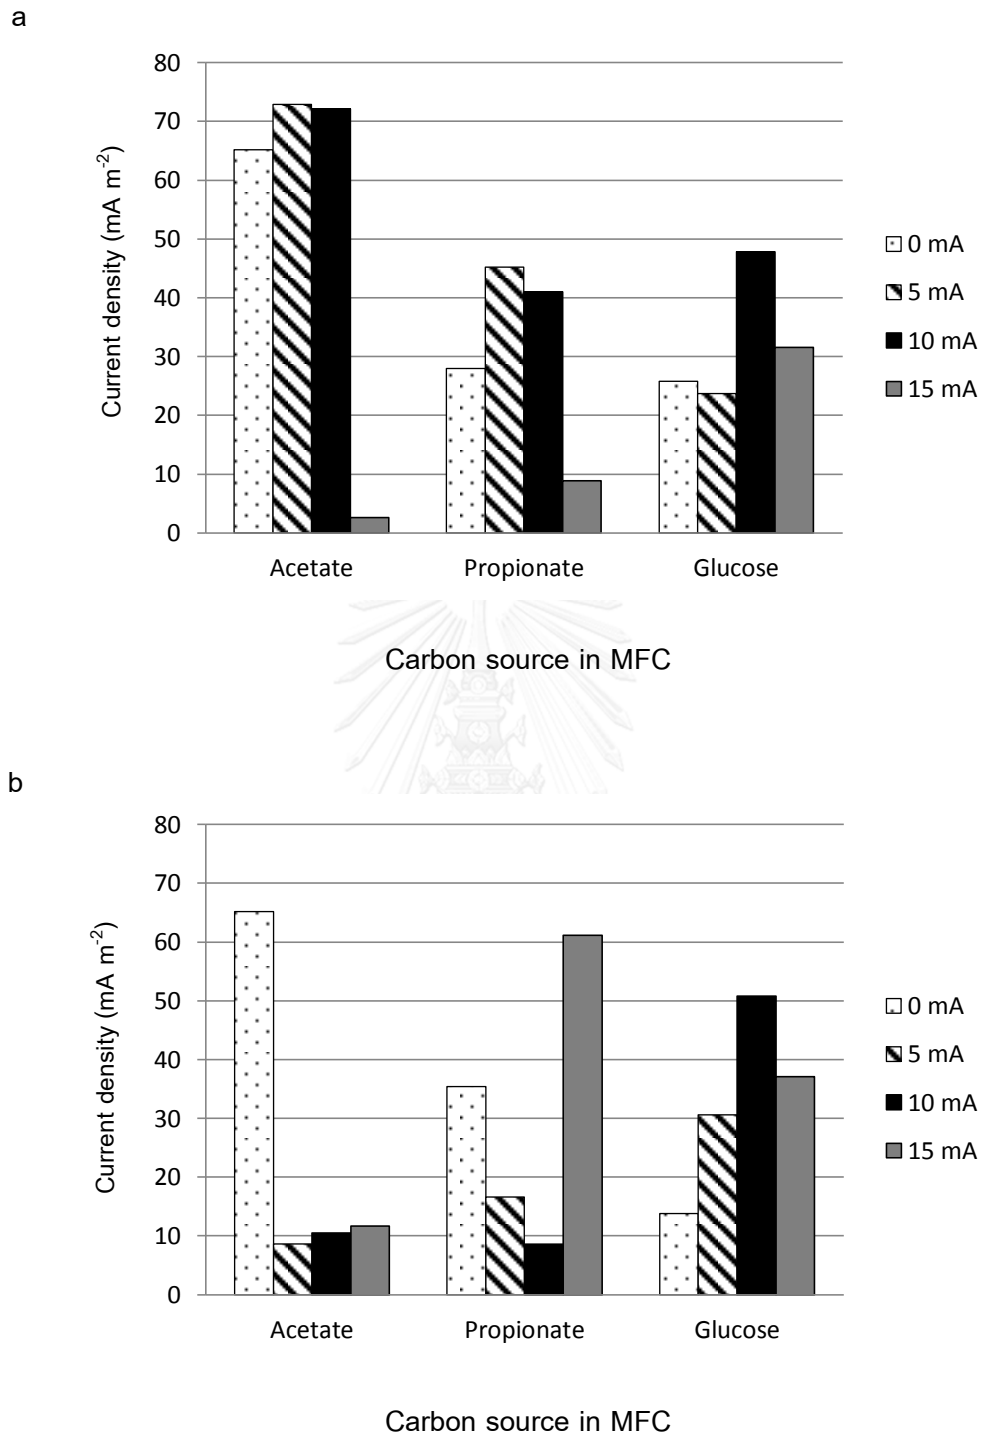 a
80
70
60
50
40
30
20
10
0
Current density (mA m⁻²)
Acetate Propionate Glucose
Carbon source in MFC
0 mA
5 mA
10 mA
15 mA
b
80
70
60
50
40
30
20
10
0
Current density (mA m⁻²)
Acetate Propionate Glucose
Carbon source in MFC
0 mA
5 mA
10 mA
15 mA